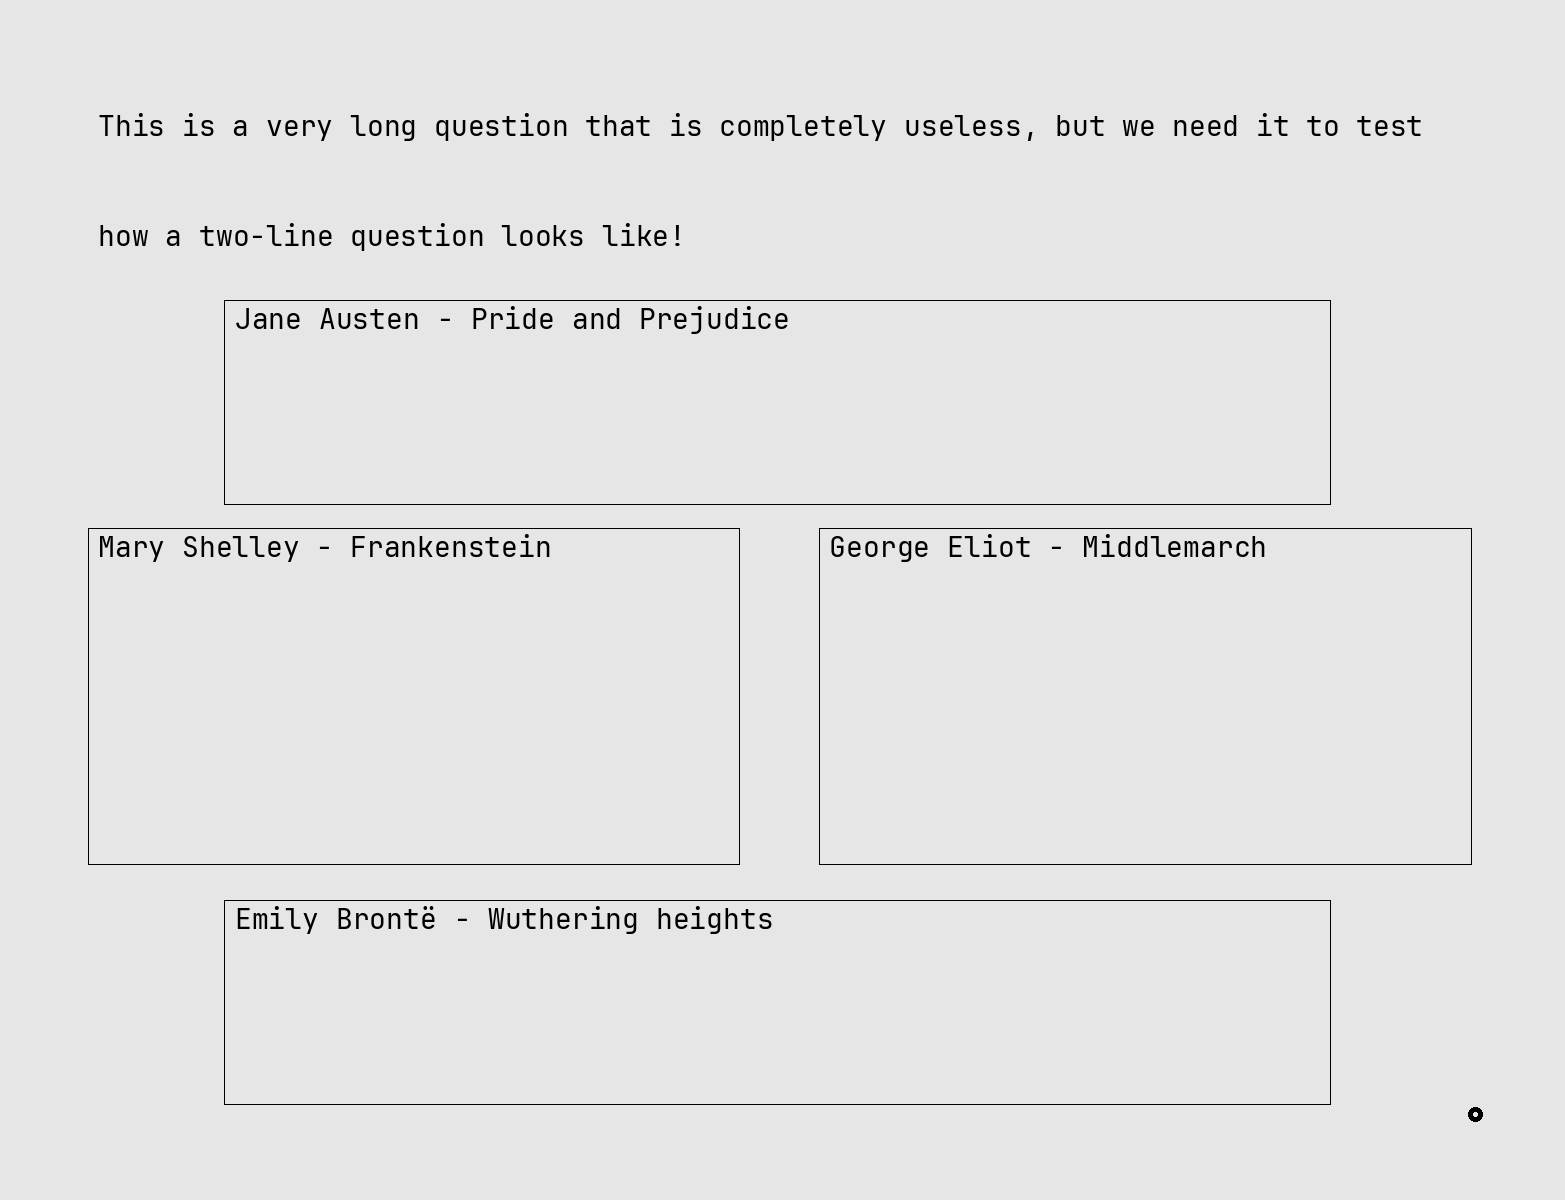 This is a very long question that is completely useless, but we need it to test
how a two-line question looks like!
Jane Austen - Pride and Prejudice
Mary Shelley - Frankenstein
George Eliot - Middlemarch
Emily Brontë - Wuthering heights